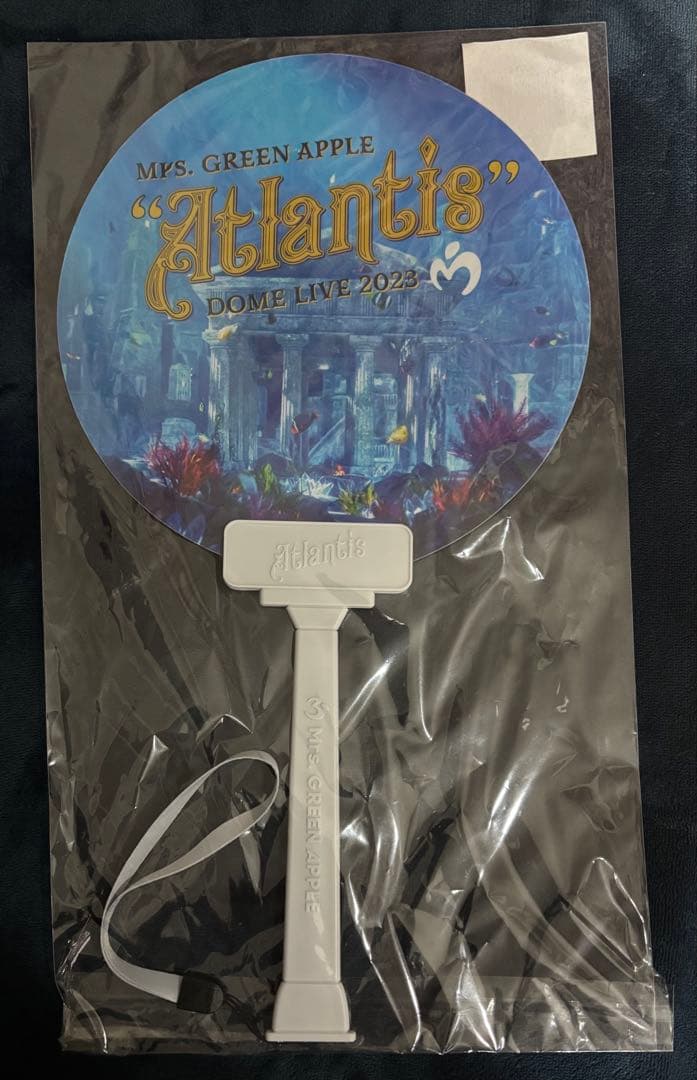 Mrs. GREEN APPLE
“Atlantis”
DOME LIVE 2023
Atlantis
Mrs. GREEN APPLE